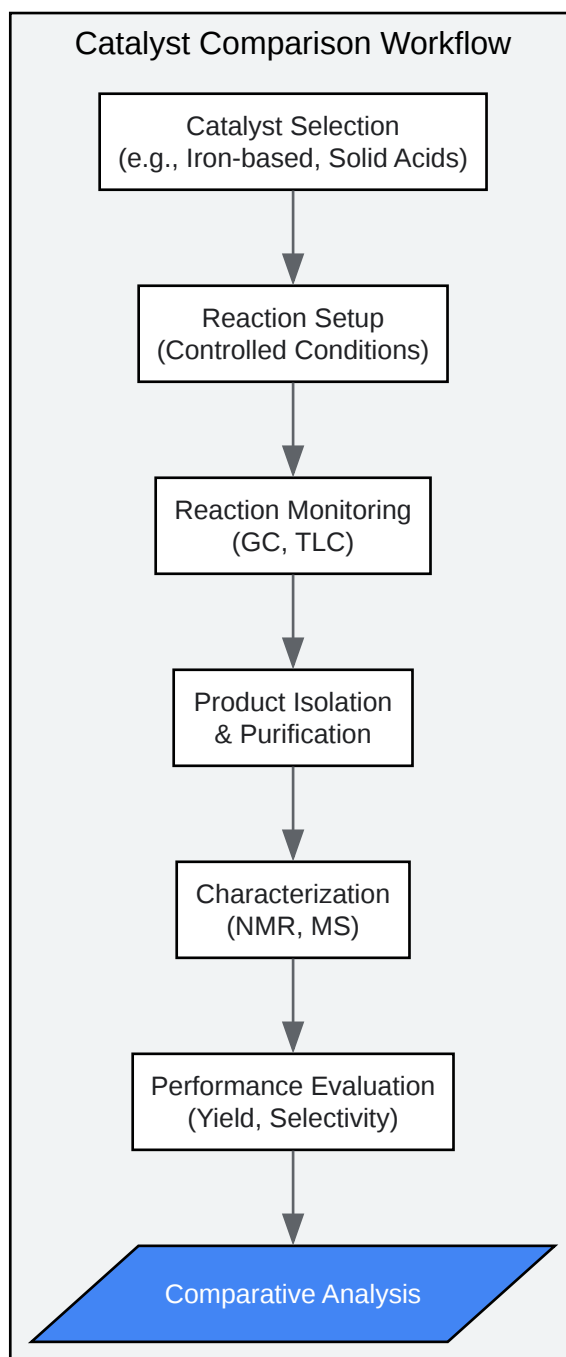 Catalyst Comparison Workflow
Catalyst Selection
(e.g., Iron-based, Solid Acids)
Reaction Setup
(Controlled Conditions)
Reaction Monitoring
(GC, TLC)
Product Isolation
& Purification
Characterization
(NMR, MS)
Performance Evaluation
(Yield, Selectivity)
Comparative Analysis